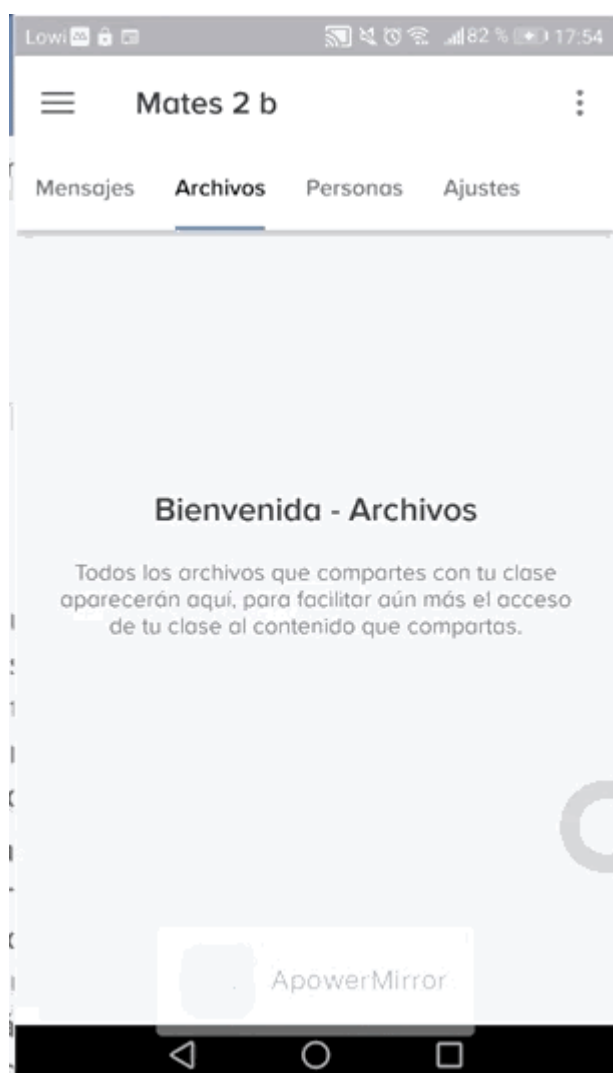 Lowi 82 % 17:54
Mates 2 b
Mensajes Archivos Personas Ajustes
Bienvenida - Archivos
Todos los archivos que compartes con tu clase
aparecerán aquí, para facilitar aún más el acceso
de tu clase al contenido que compartas.
ApowerMirror